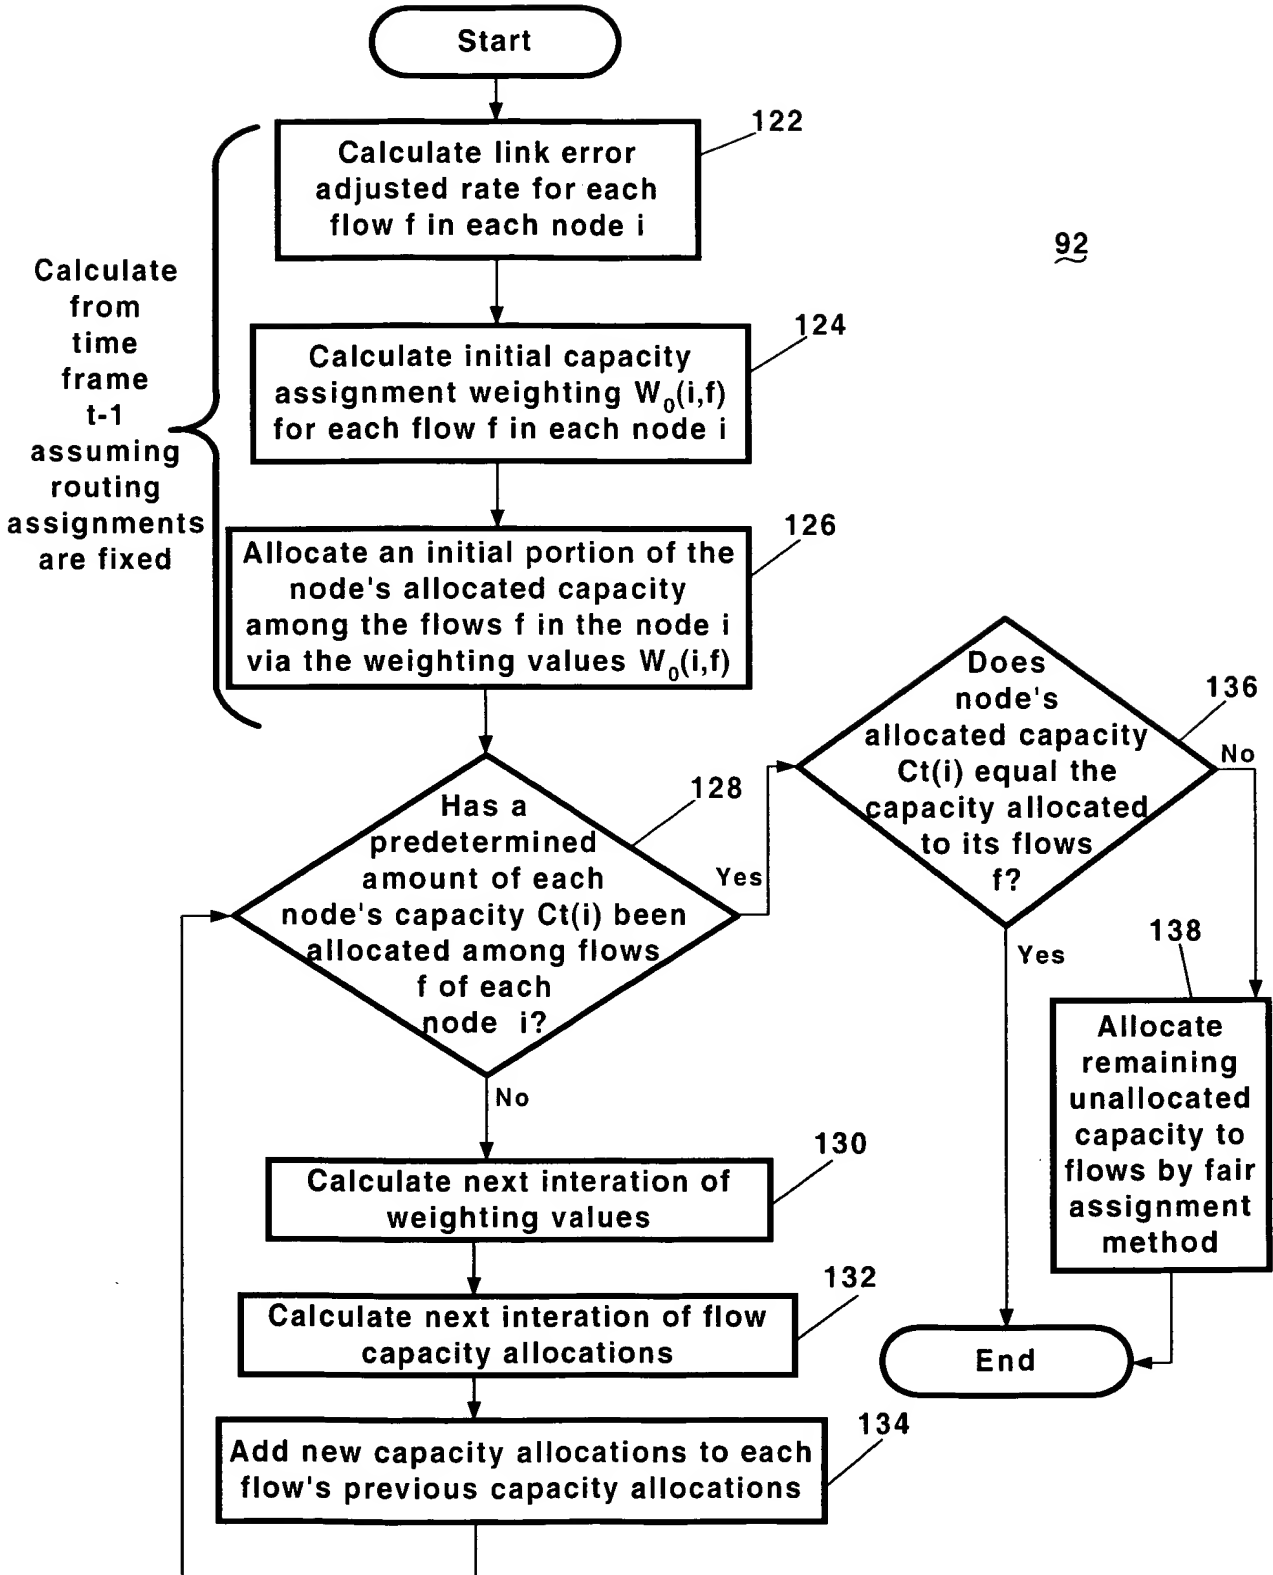 Start
122
Calculate link error
adjusted rate for each
flow f in each node i
92
Calculate
from
time
frame
t-1
assuming
routing
assignments
are fixed
124
Calculate initial capacity
assignment weighting W₀(i,f)
for each flow f in each node i
126
Allocate an initial portion of the
node's allocated capacity
among the flows f in the node i
via the weighting values W₀(i,f)
128
Has a
predetermined
amount of each
node's capacity Ct(i) been
allocated among flows
f of each
node i?
Yes
No
136
Does
node's
allocated capacity
Ct(i) equal the
capacity allocated
to its flows
f?
No
Yes
138
Allocate
remaining
unallocated
capacity to
flows by fair
assignment
method
130
Calculate next interation of
weighting values
132
Calculate next interation of flow
capacity allocations
End
134
Add new capacity allocations to each
flow's previous capacity allocations